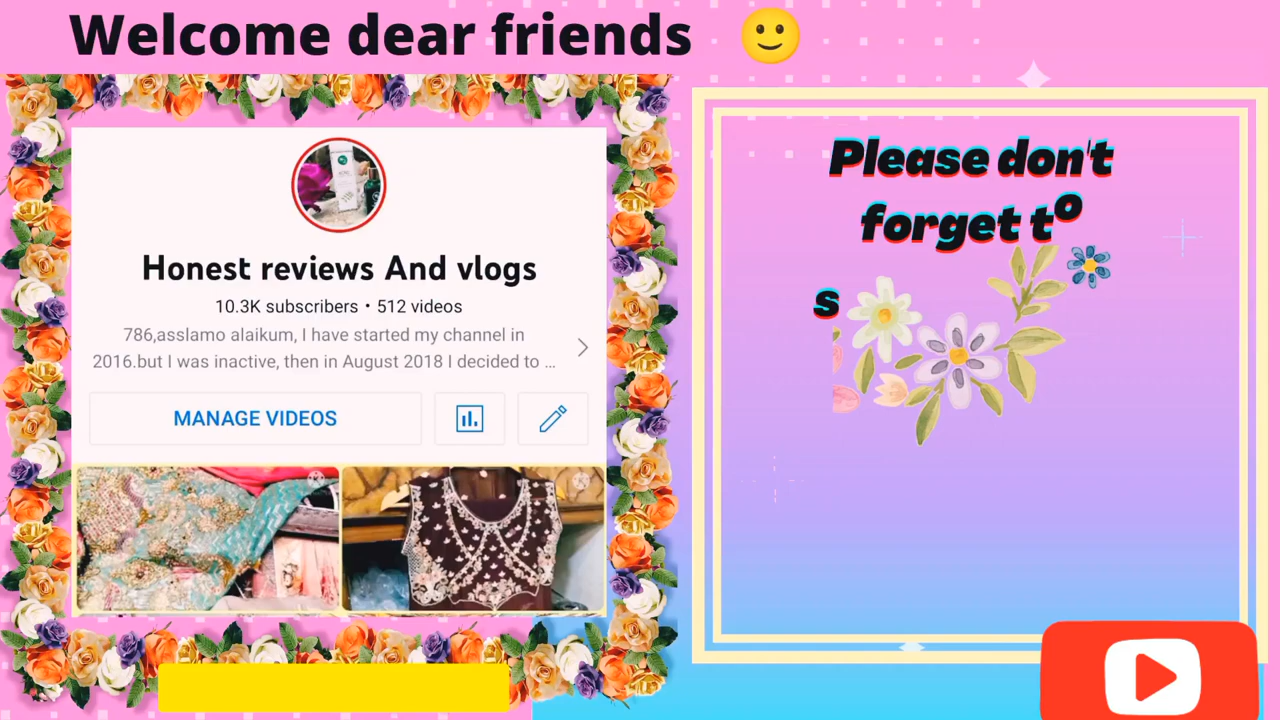 Welcome dear friends
Honest reviews And vlogs
10.3K subscribers • 512 videos
786,asslamo alaikum, I have started my channel in
2016.but I was inactive, then in August 2018 I decided to ...
MANAGE VIDEOS
Please don't
forget to
s